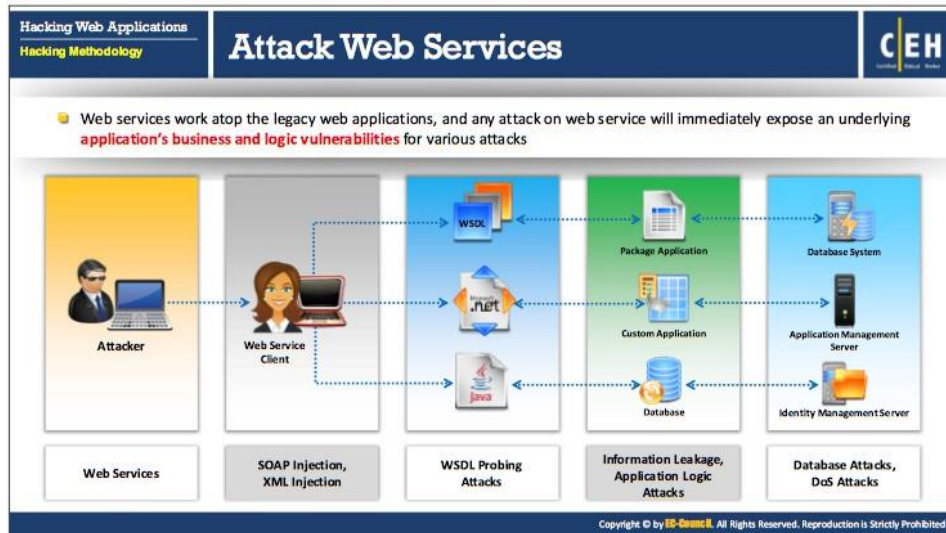 Hacking Web Applications
Hacking Methodology
Attack Web Services
C|EH
Certified Ethical Hacker
Web services work atop the legacy web applications, and any attack on web service will immediately expose an underlying
application's business and logic vulnerabilities for various attacks
WSDL
Package Application
Database System
Attacker
Web Service
Client
Microsoft
.net
Custom Application
Application Management
Server
Java
Database
Identity Management Server
Web Services
SOAP Injection,
XML Injection
WSDL Probing
Attacks
Information Leakage,
Application Logic
Attacks
Database Attacks,
DoS Attacks
Copyright © by EC-Council. All Rights Reserved. Reproduction is Strictly Prohibited.